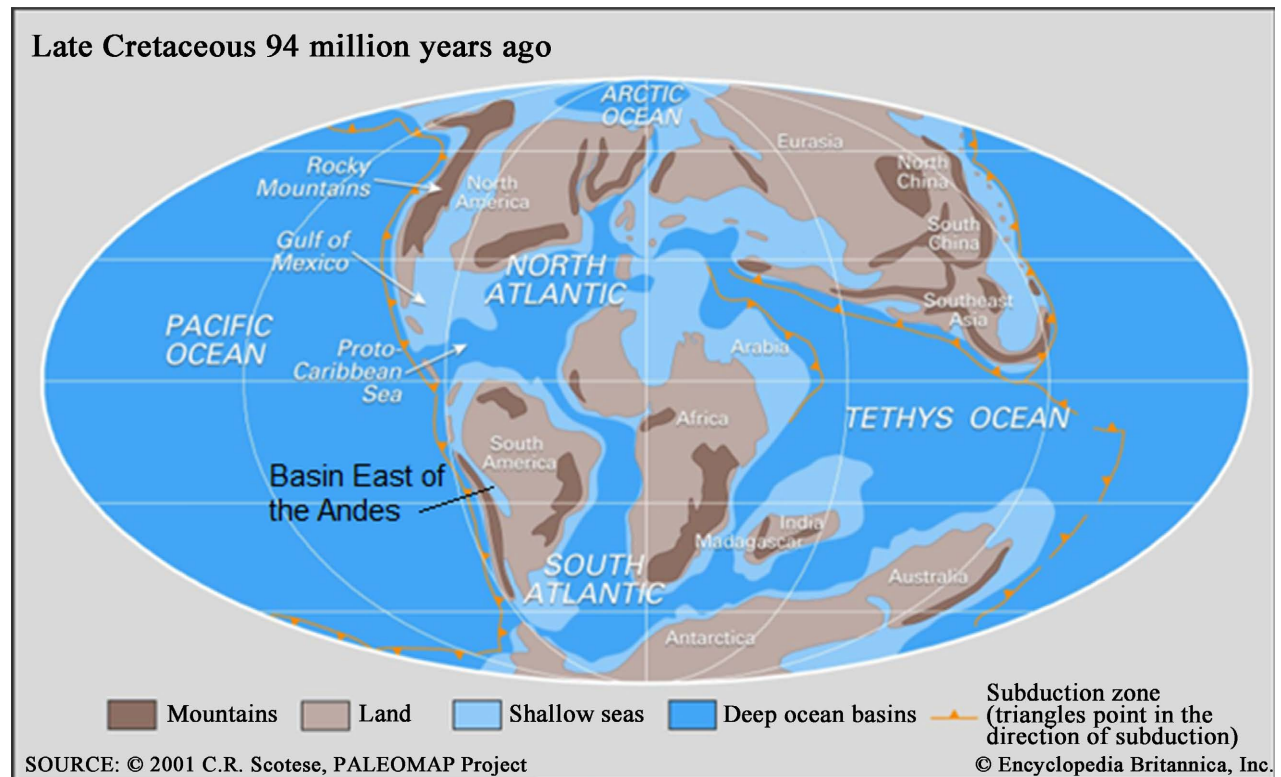 Late Cretaceous 94 million years ago
ARCTIC
OCEAN
Eurasia
Rocky
Mountains
North
America
North
China
Gulf of
Mexico
South
China
NORTH
ATLANTIC
Southeast
Asia
PACIFIC
OCEAN
Proto-
Caribbean
Sea
Arabia
Africa
TETHYS OCEAN
South
America
Basin East of
the Andes
India
Madagascar
SOUTH
ATLANTIC
Australia
Antarctica
Mountains
Land
Shallow seas
Deep ocean basins
Subduction zone
(triangles point in the
direction of subduction)
SOURCE: © 2001 C.R. Scotese, PALEOMAP Project
© Encyclopedia Britannica, Inc.